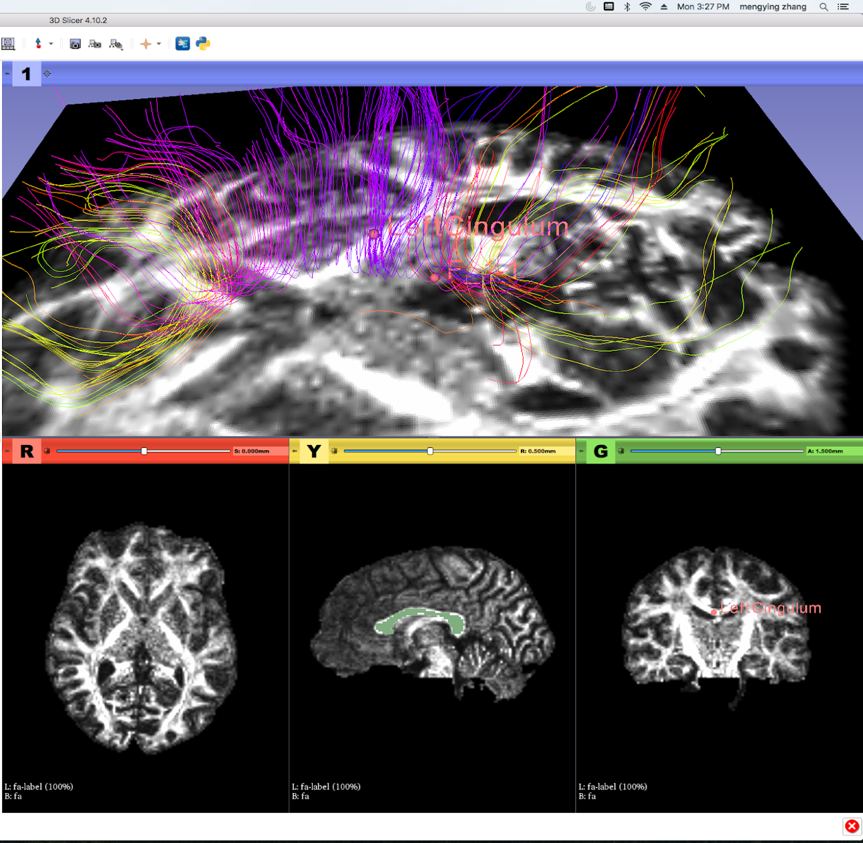 Mon 3:27 PM mengying zhang
3D Slicer 4.10.2
1
LeftCingulum
R S: 0.000mm
Y R: 0.500mm
G A: 1.500mm
LeftCingulum
L: fa-label (100%)
B: fa
L: fa-label (100%)
B: fa
L: fa-label (100%)
B: fa